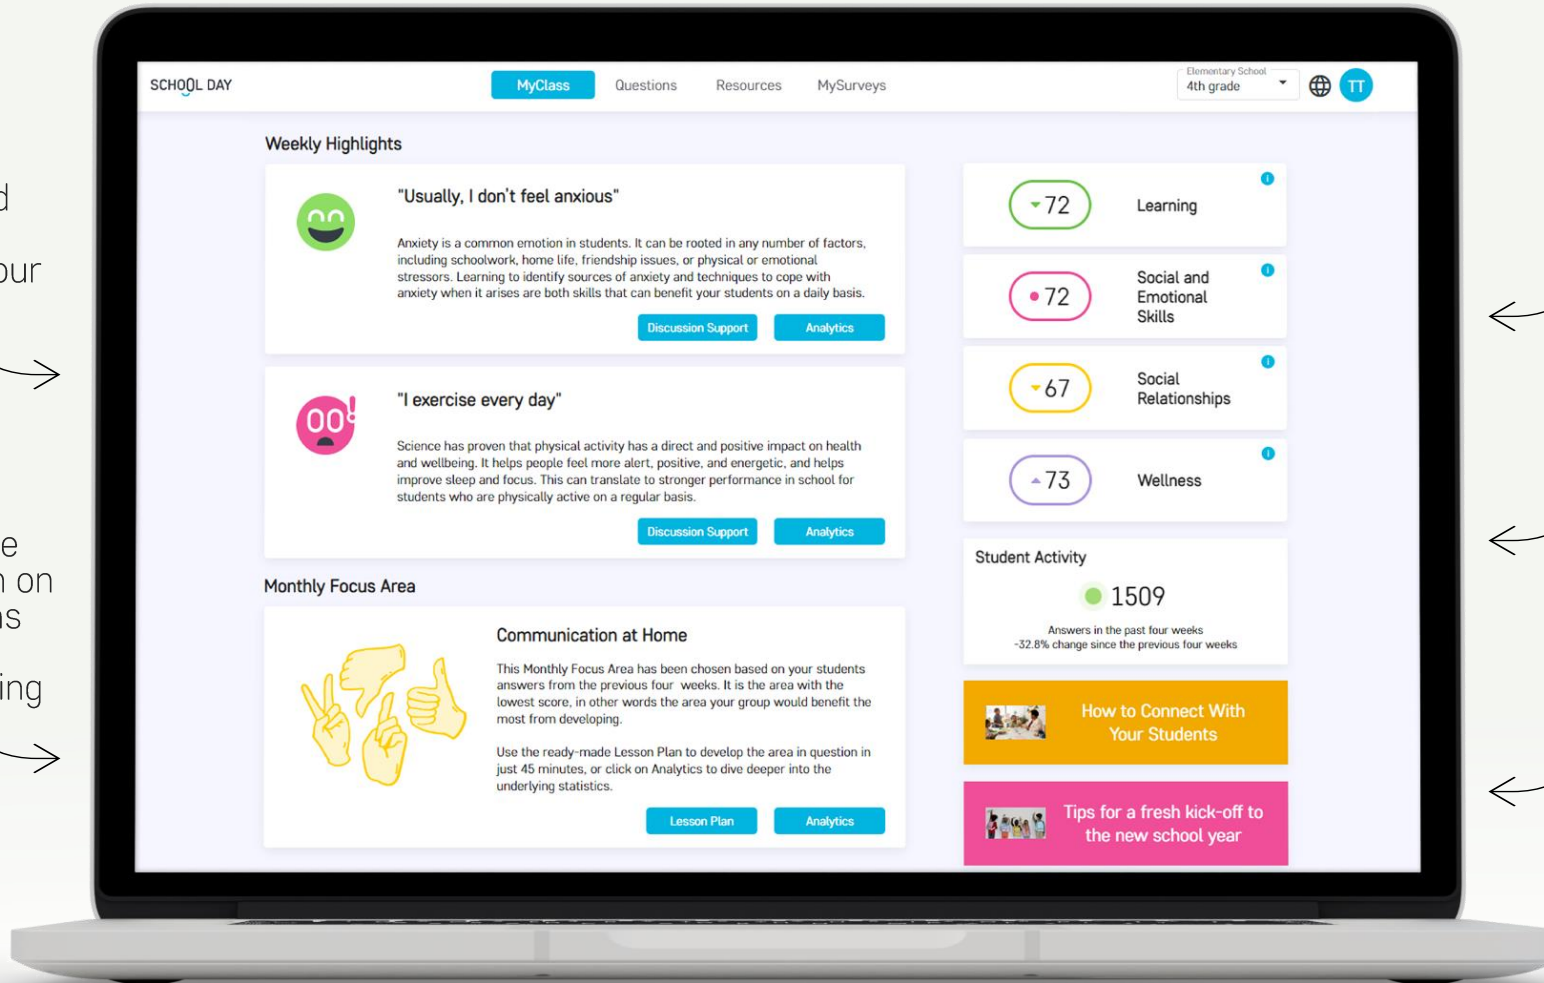 SCHOOL DAY
MyClass
Questions
Resources
MySurveys
Elementary School
4th grade
TT
Weekly Highlights
"Usually, I don't feel anxious"
Anxiety is a common emotion in students. It can be rooted in any number of factors,
including schoolwork, home life, friendship issues, or physical or emotional
stressors. Learning to identify sources of anxiety and techniques to cope with
anxiety when it arises are both skills that can benefit your students on a daily basis.
Discussion Support
Analytics
"I exercise every day"
Science has proven that physical activity has a direct and positive impact on health
and wellbeing. It helps people feel more alert, positive, and energetic, and helps
improve sleep and focus. This can translate to stronger performance in school for
students who are physically active on a regular basis.
Discussion Support
Analytics
Monthly Focus Area
Communication at Home
This Monthly Focus Area has been chosen based on your students
answers from the previous four weeks. It is the area with the
lowest score, in other words the area your group would benefit the
most from developing.
Use the ready-made Lesson Plan to develop the area in question in
just 45 minutes, or click on Analytics to dive deeper into the
underlying statistics.
Lesson Plan
Analytics
72
Learning
72
Social and
Emotional
Skills
67
Social
Relationships
73
Wellness
Student Activity
1509
Answers in the past four weeks
-32.8% change since the previous four weeks
How to Connect With
Your Students
Tips for a fresh kick-off to
the new school year
on